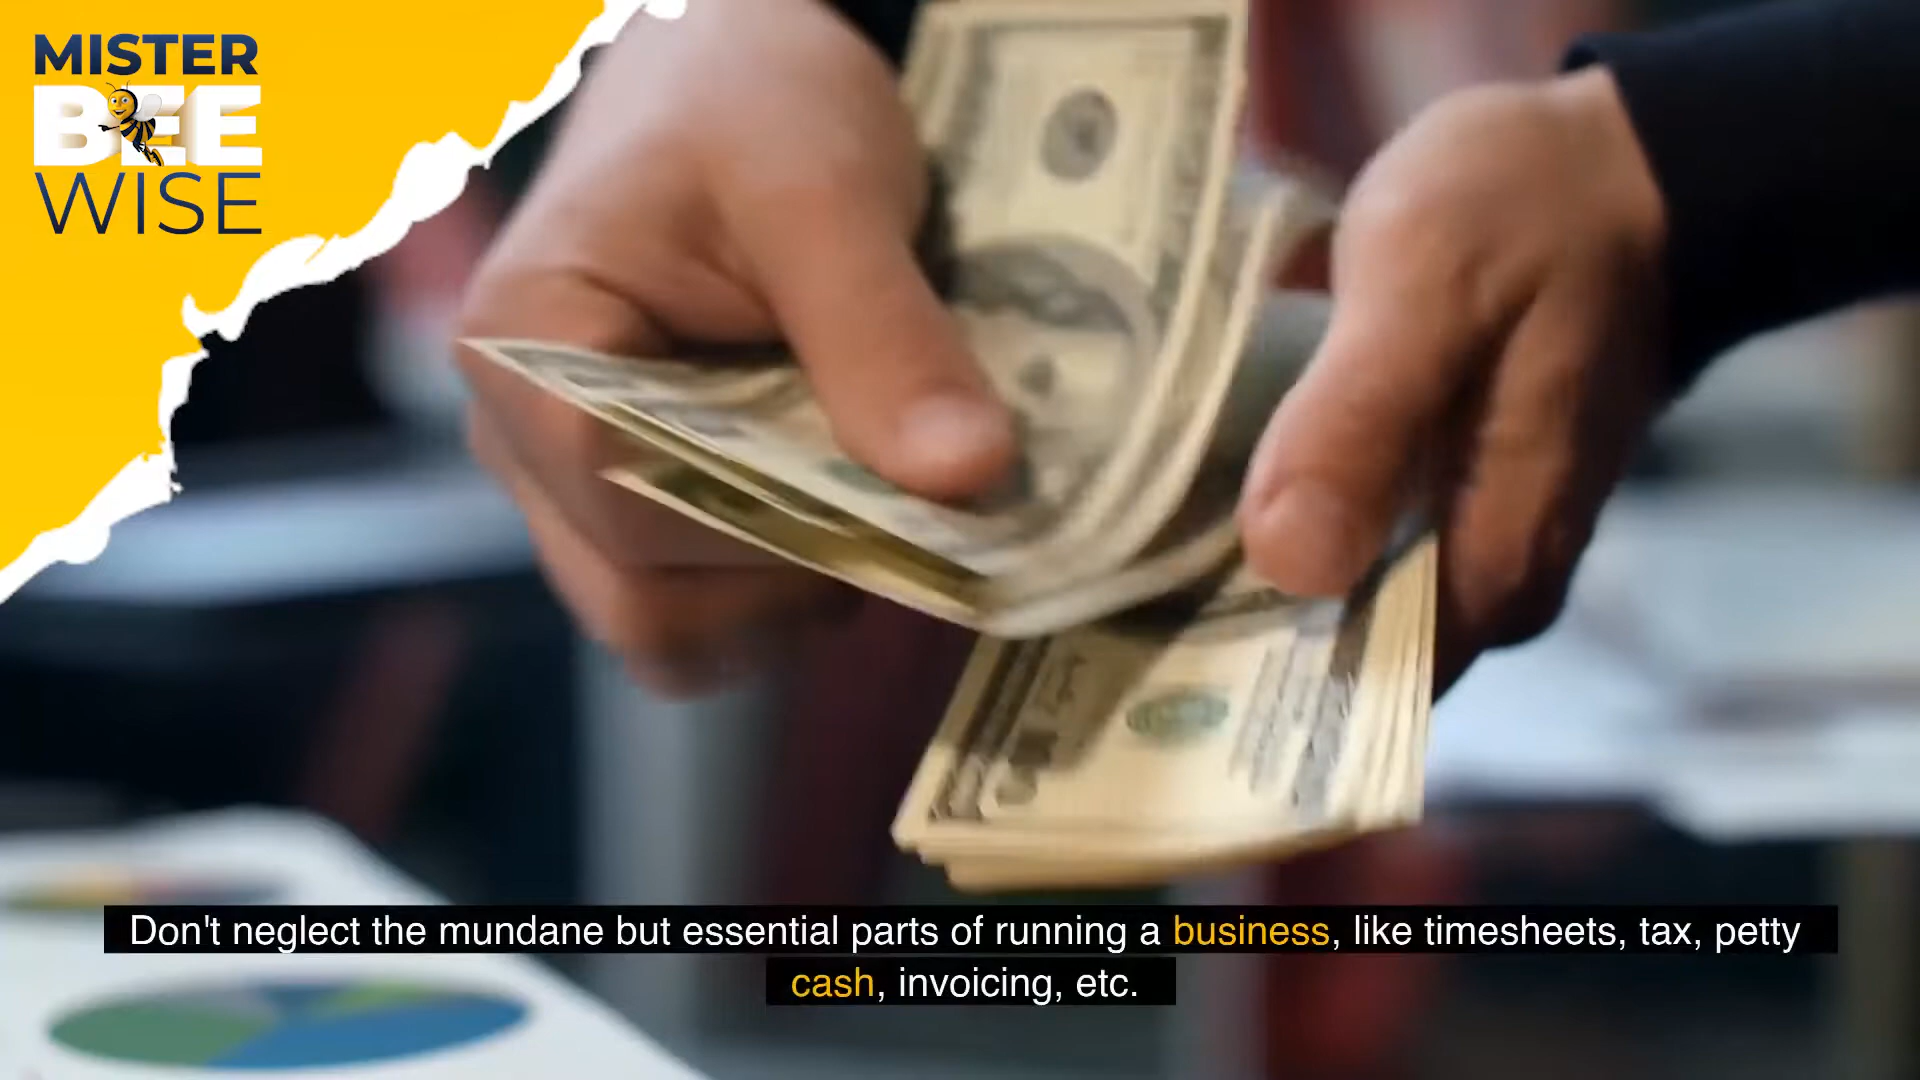 MISTER
BEE
WISE
Don't neglect the mundane but essential parts of running a business, like timesheets, tax, petty
cash, invoicing, etc.